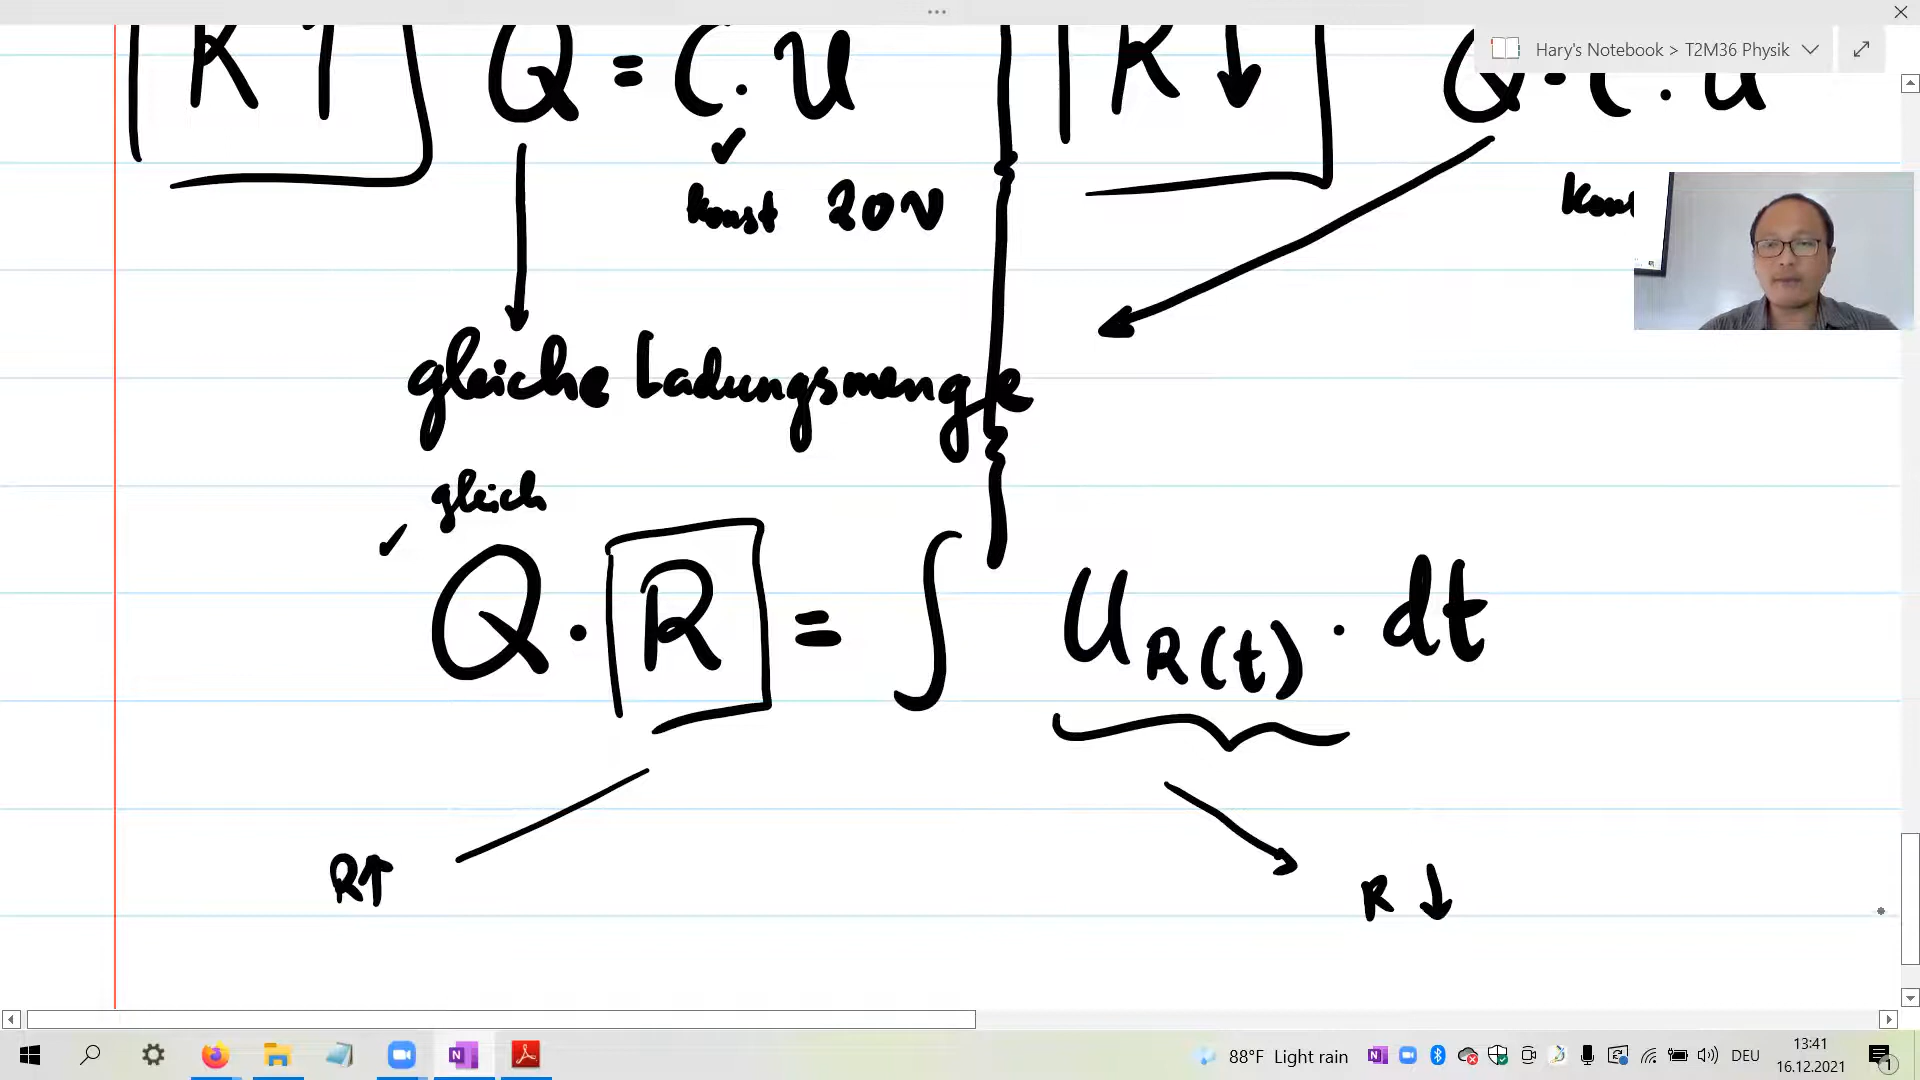 Hary's Notebook > T2M36 Physik
R↑ Q = C · U
R↓ Q = C · U
✓
konst 20V
gleiche Ladungsmenge
✓ gleich
Q · R = ∫ U_R(t) · dt
R↑
R ↓
88°F Light rain
DEU
13:41
16.12.2021
1